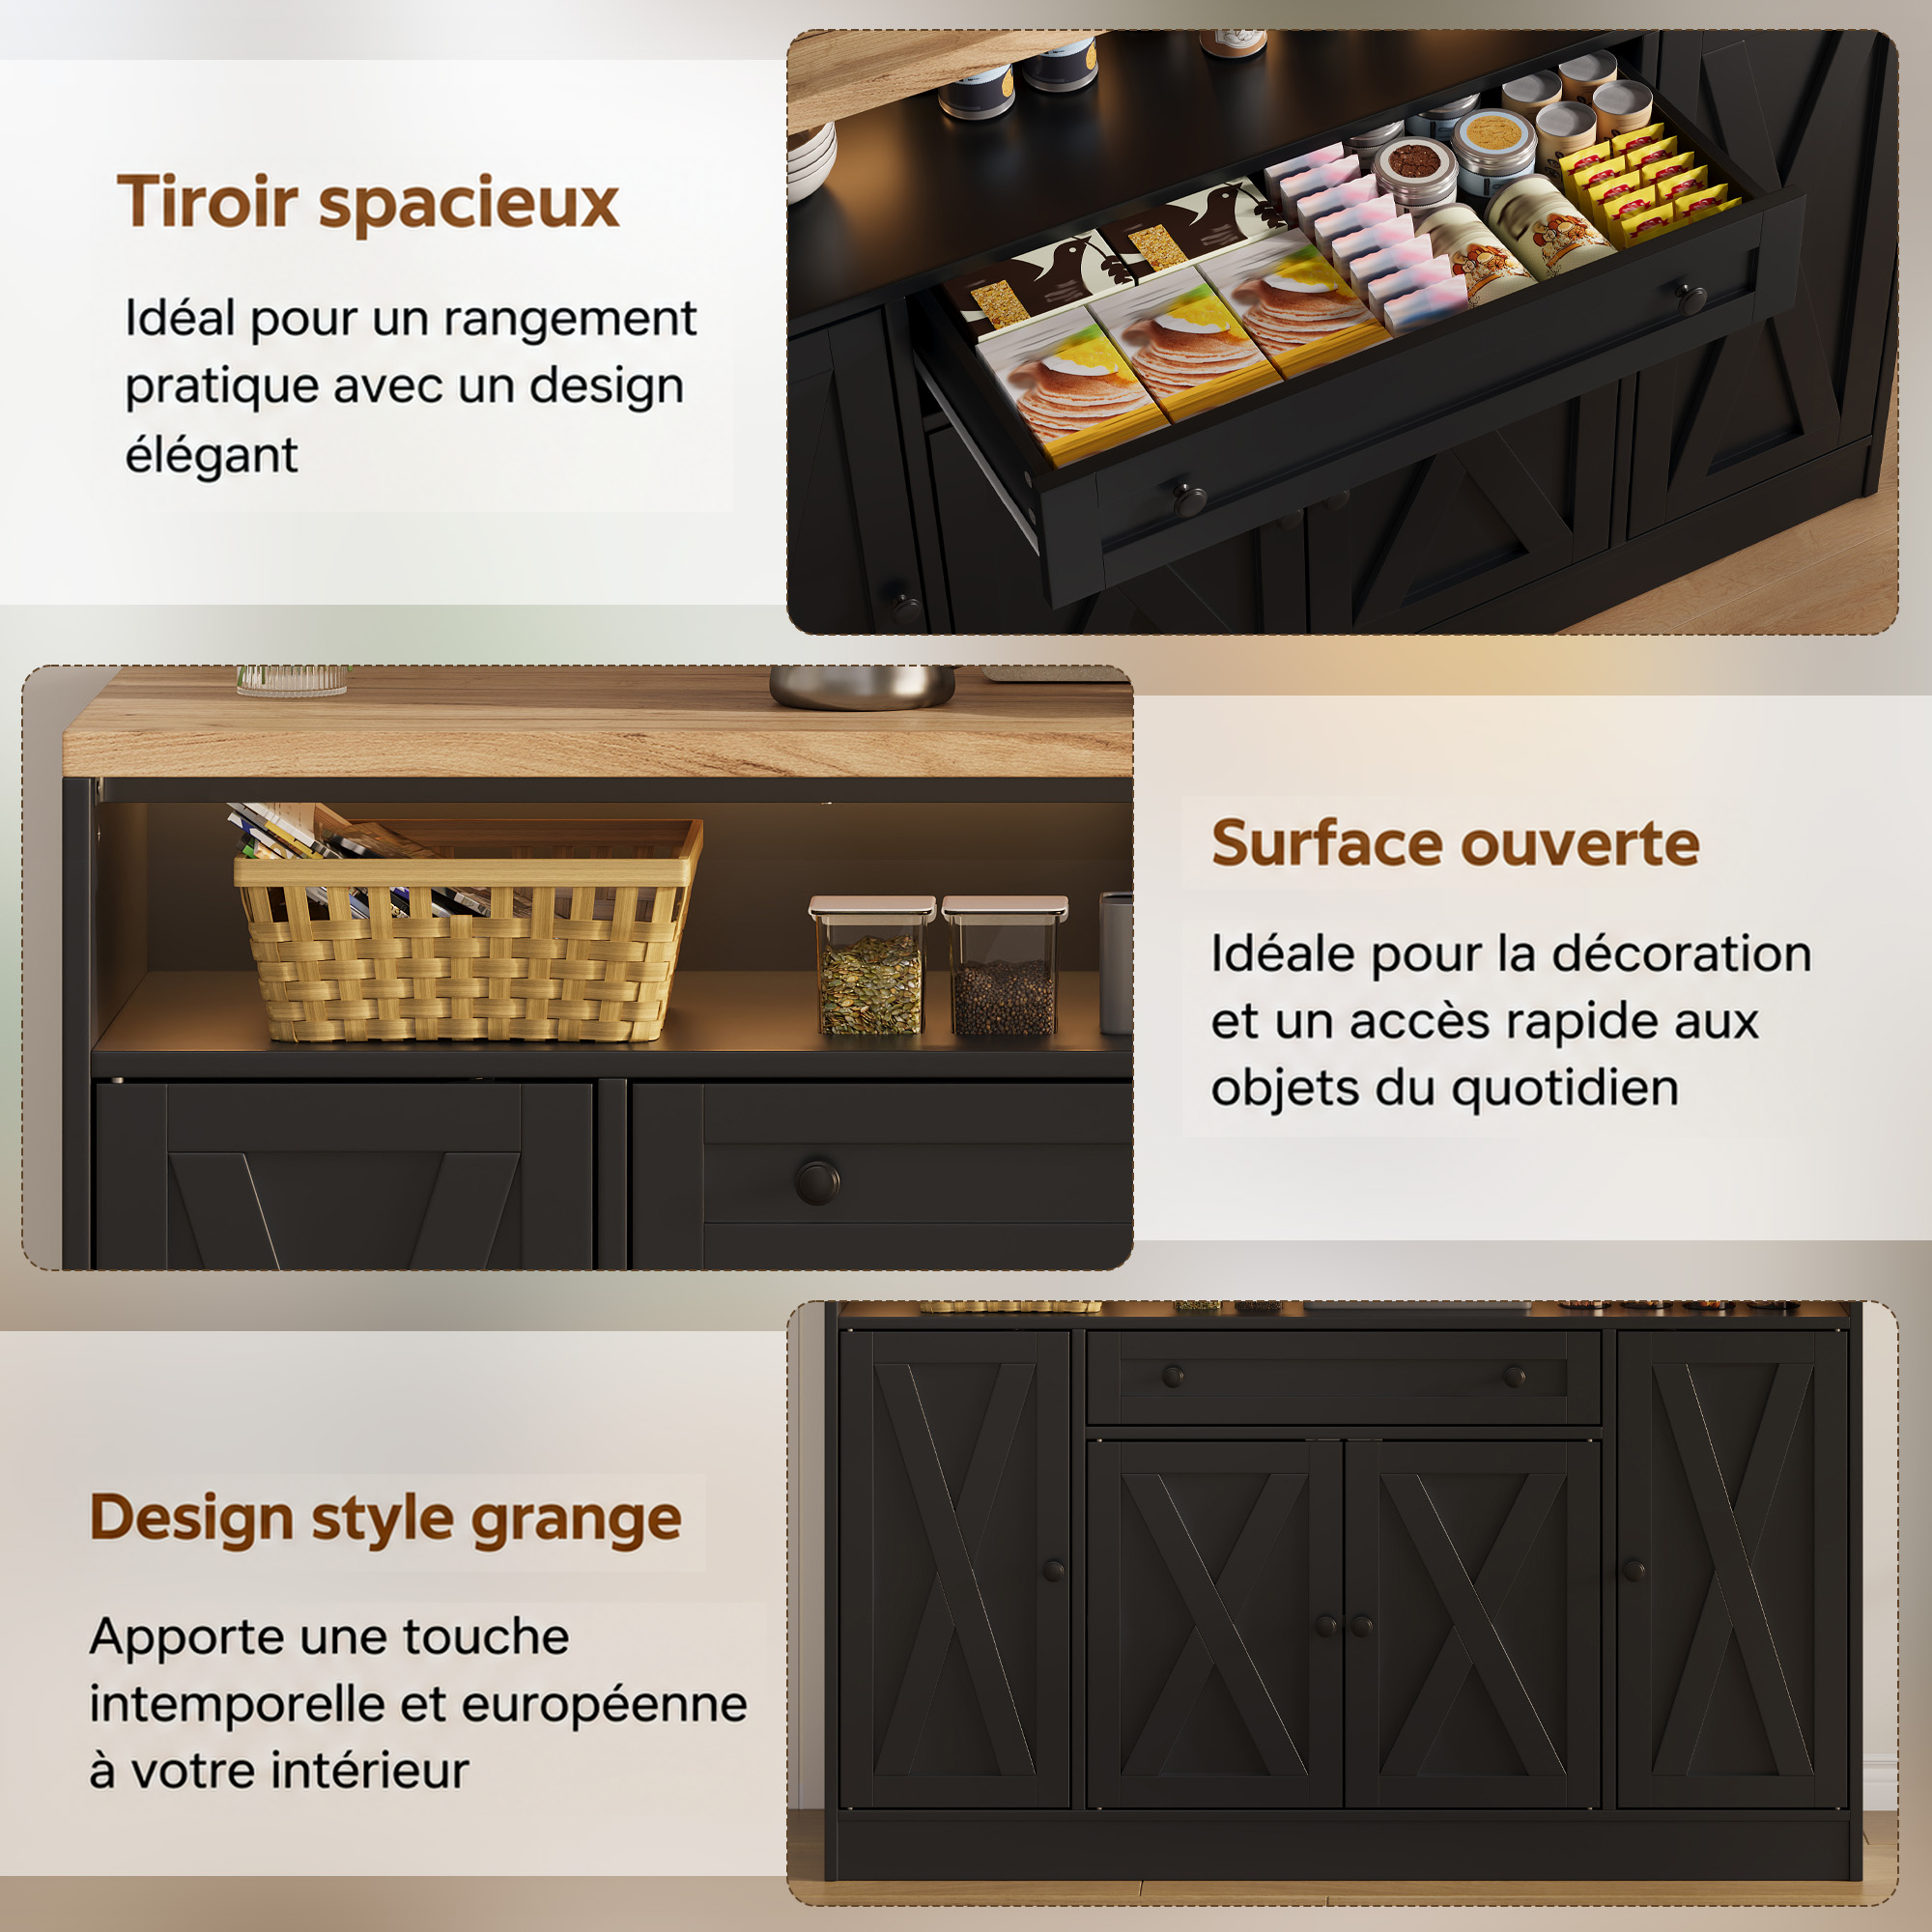 Tiroir spacieux
Idéal pour un rangement
pratique avec un design
élégant
Surface ouverte
Idéale pour la décoration
et un accès rapide aux
objets du quotidien
Design style grange
Apporte une touche
intemporelle et européenne
à votre intérieur